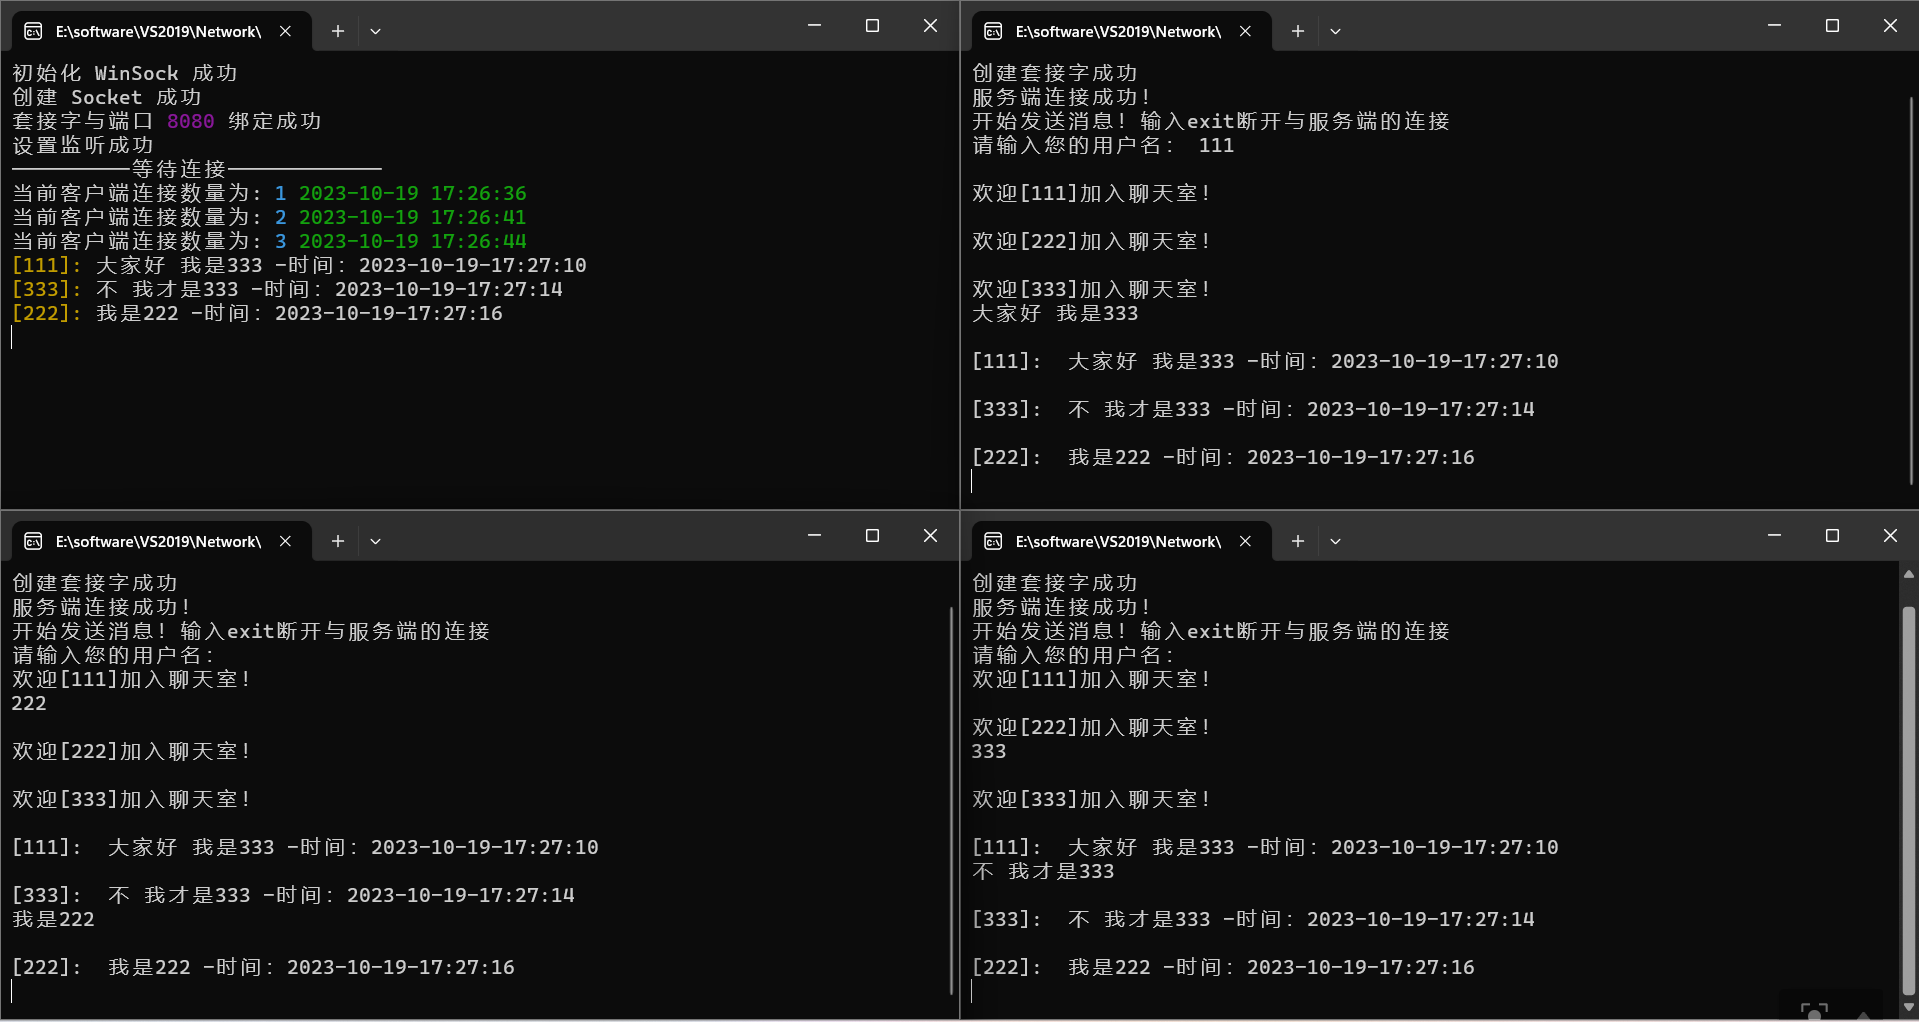 E:\software\VS2019\Network\
初始化 WinSock 成功
创建 Socket 成功
套接字与端口 8080 绑定成功
设置监听成功
——————————等待连接—————————————
当前客户端连接数量为: 1 2023-10-19 17:26:36
当前客户端连接数量为: 2 2023-10-19 17:26:41
当前客户端连接数量为: 3 2023-10-19 17:26:44
[111]: 大家好 我是333 -时间: 2023-10-19-17:27:10
[333]: 不 我才是333 -时间: 2023-10-19-17:27:14
[222]: 我是222 -时间: 2023-10-19-17:27:16
E:\software\VS2019\Network\
创建套接字成功
服务端连接成功!
开始发送消息! 输入exit断开与服务端的连接
请输入您的用户名: 111
欢迎[111]加入聊天室!
欢迎[222]加入聊天室!
欢迎[333]加入聊天室!
大家好 我是333
[111]: 大家好 我是333 -时间: 2023-10-19-17:27:10
[333]: 不 我才是333 -时间: 2023-10-19-17:27:14
[222]: 我是222 -时间: 2023-10-19-17:27:16
E:\software\VS2019\Network\
创建套接字成功
服务端连接成功!
开始发送消息! 输入exit断开与服务端的连接
请输入您的用户名:
欢迎[111]加入聊天室!
222
欢迎[222]加入聊天室!
欢迎[333]加入聊天室!
[111]: 大家好 我是333 -时间: 2023-10-19-17:27:10
[333]: 不 我才是333 -时间: 2023-10-19-17:27:14
我是222
[222]: 我是222 -时间: 2023-10-19-17:27:16
E:\software\VS2019\Network\
创建套接字成功
服务端连接成功!
开始发送消息! 输入exit断开与服务端的连接
请输入您的用户名:
欢迎[111]加入聊天室!
欢迎[222]加入聊天室!
333
欢迎[333]加入聊天室!
[111]: 大家好 我是333 -时间: 2023-10-19-17:27:10
不 我才是333
[333]: 不 我才是333 -时间: 2023-10-19-17:27:14
[222]: 我是222 -时间: 2023-10-19-17:27:16